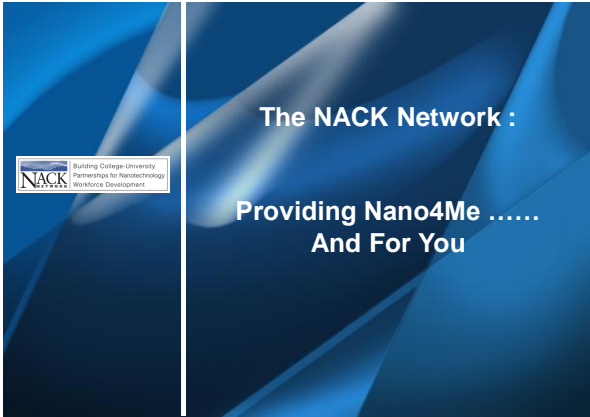 NACK
NETWORK
Building College-University
Partnerships for Nanotechnology
Workforce Development
The NACK Network :
Providing Nano4Me ……
And For You